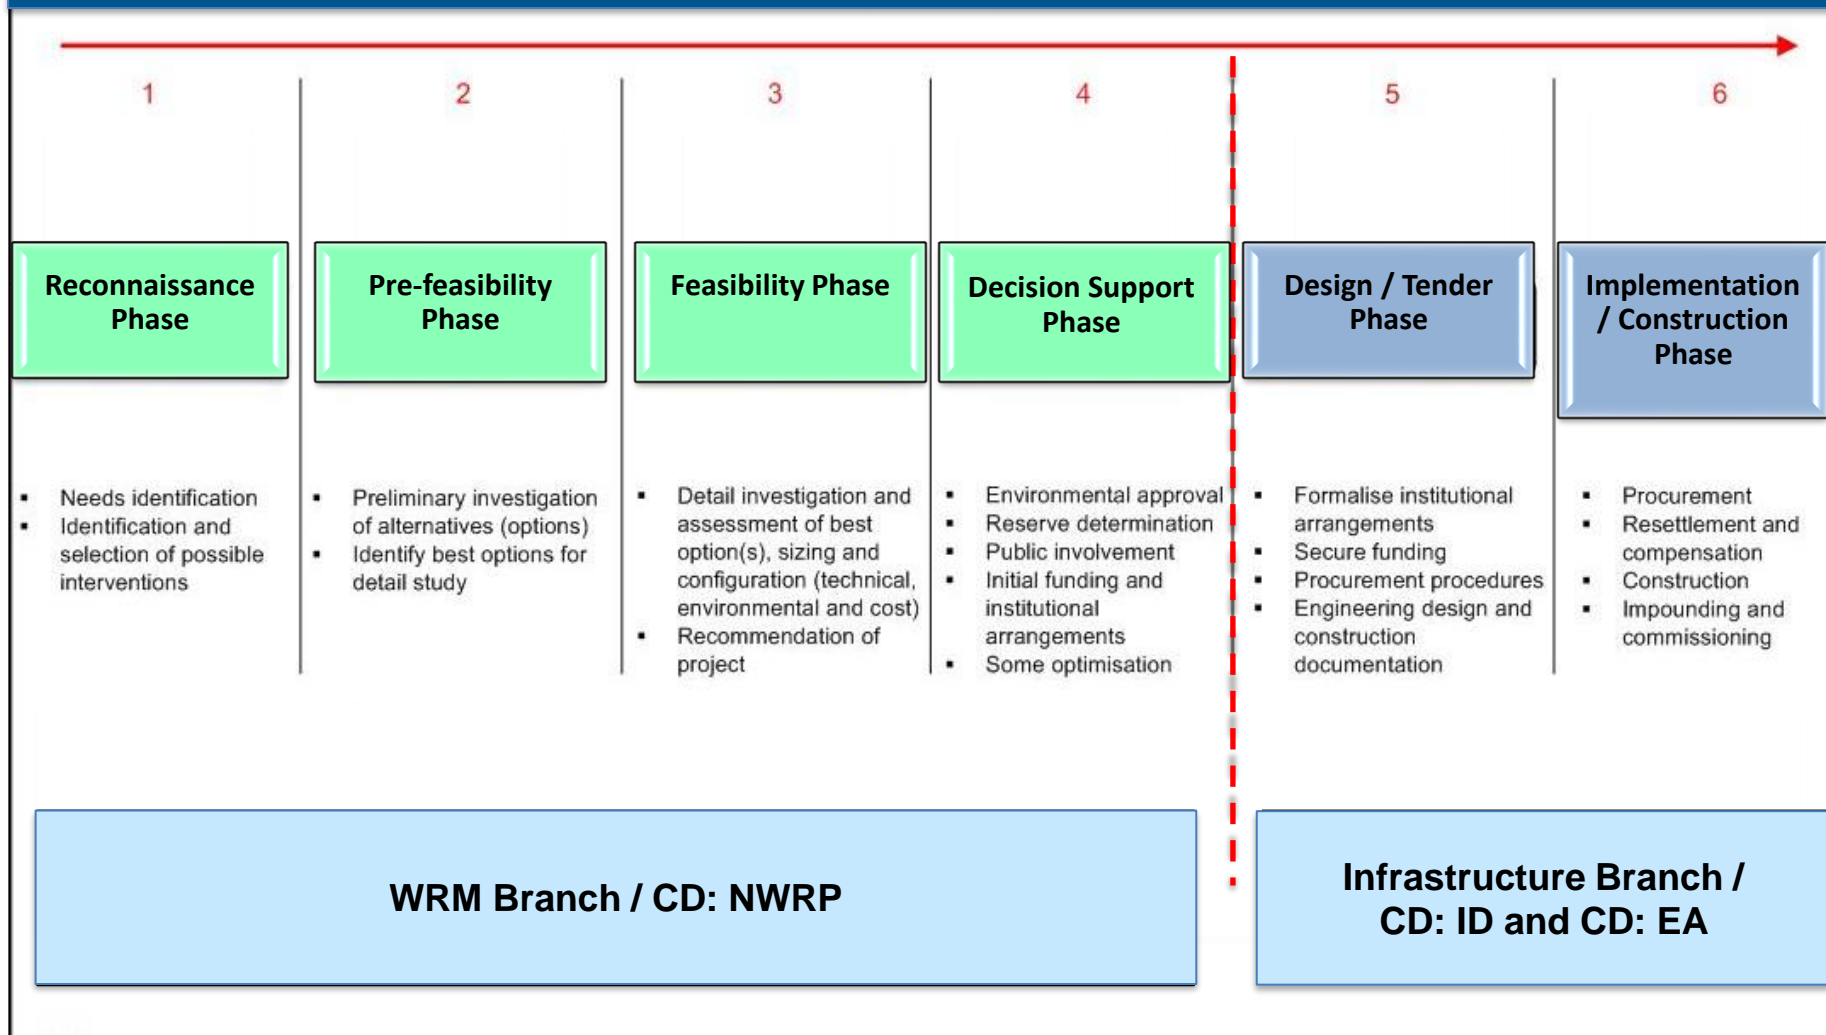 1
2
3
4
5
6
Reconnaissance
Phase
Pre-feasibility
Phase
Feasibility Phase
Decision Support
Phase
Design / Tender
Phase
Implementation
/ Construction
Phase
▪ Needs identification
▪ Identification and
selection of possible
interventions
▪ Preliminary investigation
of alternatives (options)
▪ Identify best options for
detail study
▪ Detail investigation and
assessment of best
option(s), sizing and
configuration (technical,
environmental and cost)
▪ Recommendation of
project
▪ Environmental approval
▪ Reserve determination
▪ Public involvement
▪ Initial funding and
institutional
arrangements
▪ Some optimisation
▪ Formalise institutional
arrangements
▪ Secure funding
▪ Procurement procedures
▪ Engineering design and
construction
documentation
▪ Procurement
▪ Resettlement and
compensation
▪ Construction
▪ Impounding and
commissioning
WRM Branch / CD: NWRP
Infrastructure Branch /
CD: ID and CD: EA